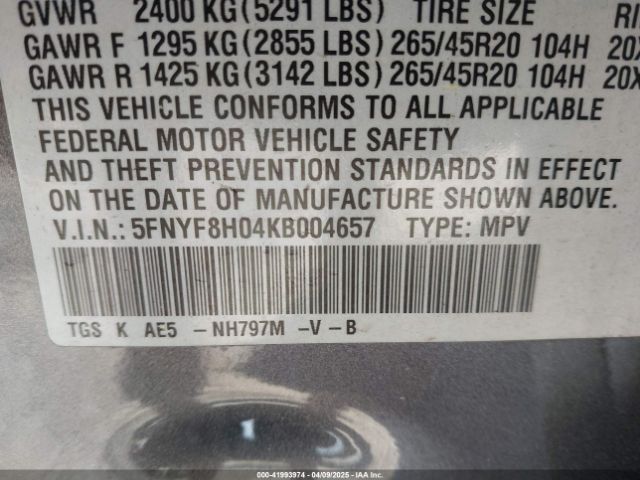 GVWR 2400 KG (5291 LBS) TIRE SIZE
GAWR F 1295 KG (2855 LBS) 265/45R20 104H 20X
GAWR R 1425 KG (3142 LBS) 265/45R20 104H 20X
THIS VEHICLE CONFORMS TO ALL APPLICABLE
FEDERAL MOTOR VEHICLE SAFETY
AND THEFT PREVENTION STANDARDS IN EFFECT
ON THE DATE OF MANUFACTURE SHOWN ABOVE.
V.I.N.: 5FNYF8H04KB004657 TYPE: MPV
TGS K AE5 -NH797M -V -B
00-41993974 | 04/09/2025 | IAA, Inc.